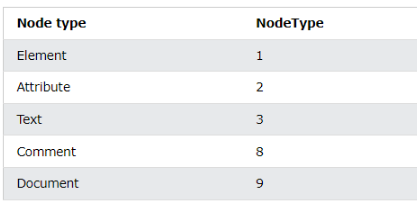 Node type NodeType
Element 1
Attribute 2
Text 3
Comment 8
Document 9